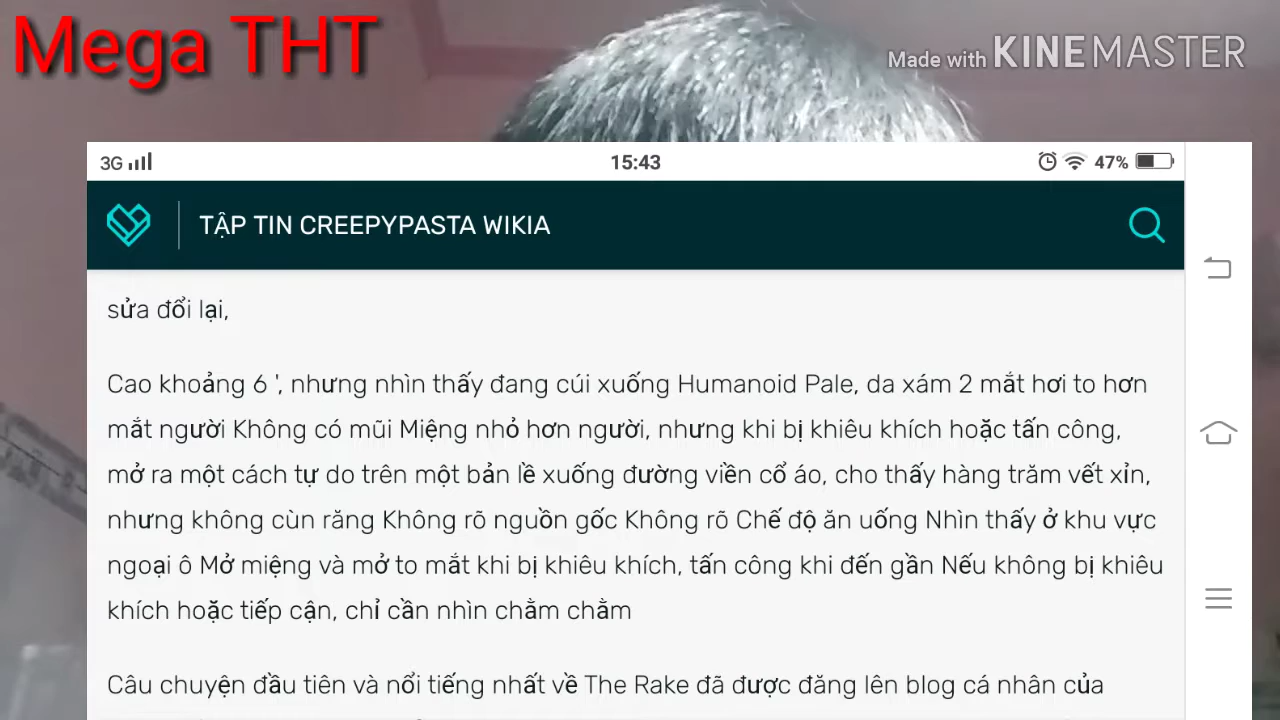 Mega THT
Made with KINEMASTER
3G 15:43 47%
TẬP TIN CREEPYPASTA WIKIA
sửa đổi lại,
Cao khoảng 6 ', nhưng nhìn thấy đang cúi xuống Humanoid Pale, da xám 2 mắt hơi to hơn
mắt người Không có mũi Miệng nhỏ hơn người, nhưng khi bị khiêu khích hoặc tấn công,
mở ra một cách tự do trên một bản lề xuống đường viền cổ áo, cho thấy hàng trăm vết xỉn,
nhưng không cùn răng Không rõ nguồn gốc Không rõ Chế độ ăn uống Nhìn thấy ở khu vực
ngoại ô Mở miệng và mở to mắt khi bị khiêu khích, tấn công khi đến gần Nếu không bị khiêu
khích hoặc tiếp cận, chỉ cần nhìn chằm chằm
Câu chuyện đầu tiên và nổi tiếng nhất về The Rake đã được đăng lên blog cá nhân của